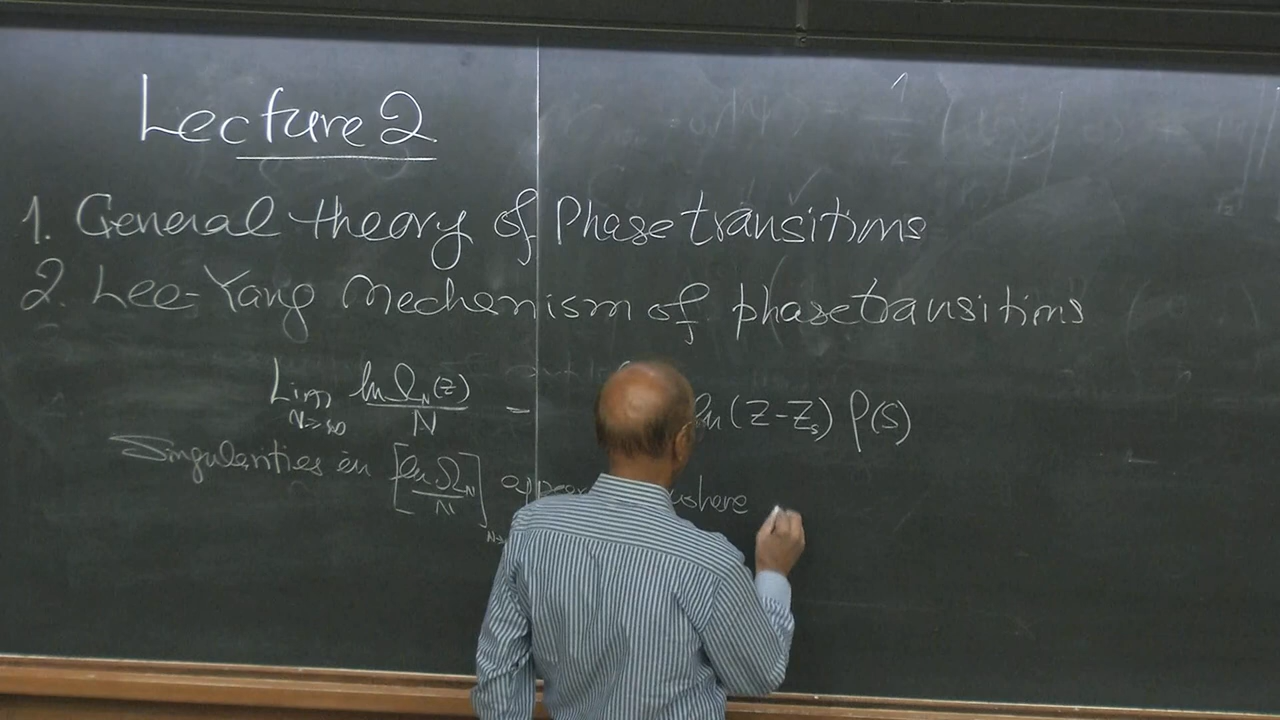 Lecture 2
1. General theory of Phase transitions
2. Lee-Yang Mechanism of phase transitions
Lim N→∞ ln Ω_N(z) / N = ln(z-z_s) ρ(s)
Singularities in [ln Ω_N / N] N→ where